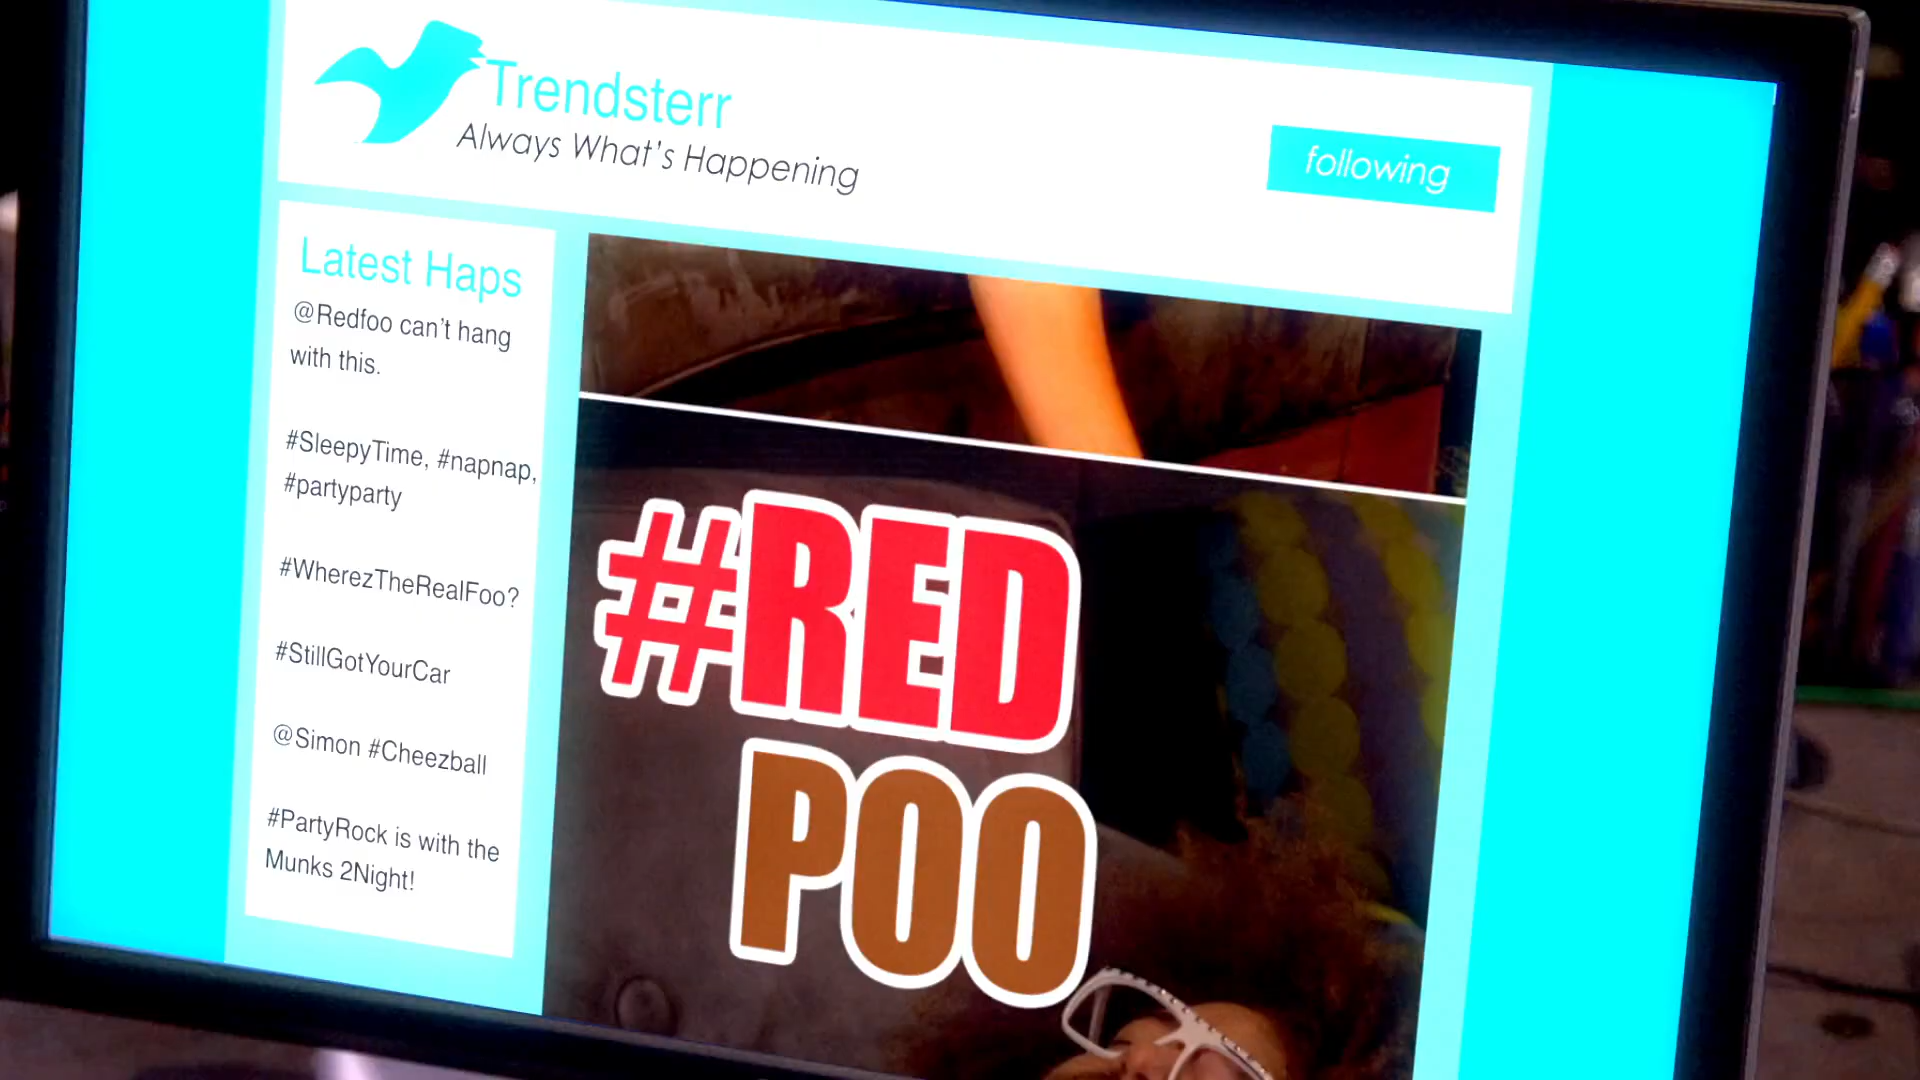 Trendsterr
Always What's Happening
following
Latest Haps
@Redfoo can't hang
with this.
#SleepyTime, #napnap,
#partyparty
#WherezTheRealFoo?
#StillGotYourCar
@Simon #Cheezball
#PartyRock is with the
Munks 2Night!
#RED
POO